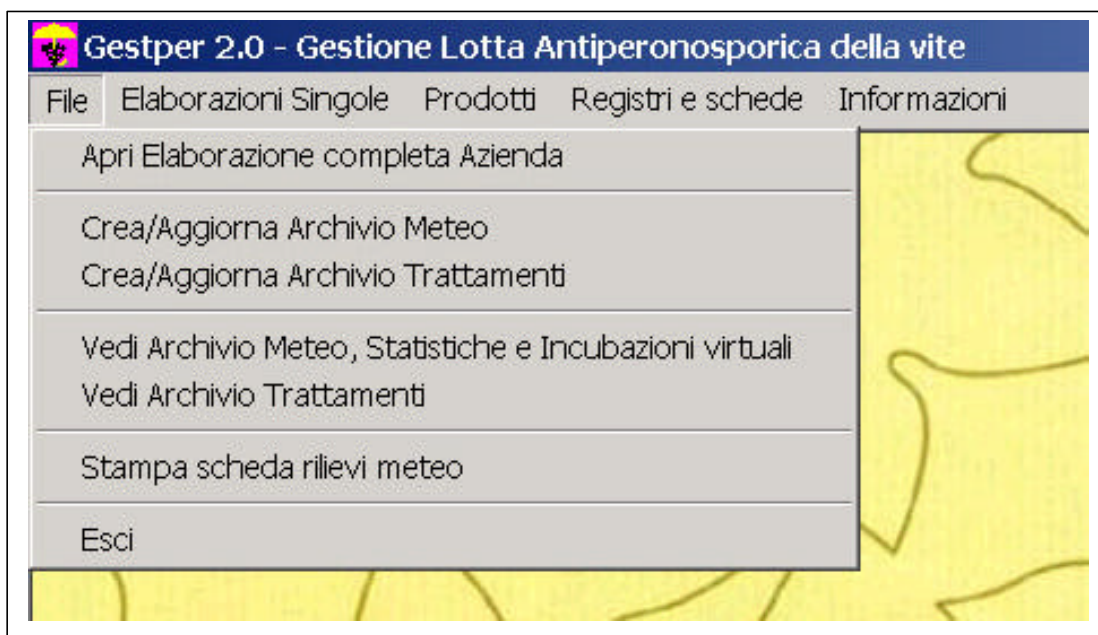 Gestper 2.0 - Gestione Lotta Antiperonosporica della vite
File Elaborazioni Singole Prodotti Registri e schede Informazioni
Apri Elaborazione completa Azienda
Crea/Aggiorna Archivio Meteo
Crea/Aggiorna Archivio Trattamenti
Vedi Archivio Meteo, Statistiche e Incubazioni virtuali
Vedi Archivio Trattamenti
Stampa scheda rilievi meteo
Esci